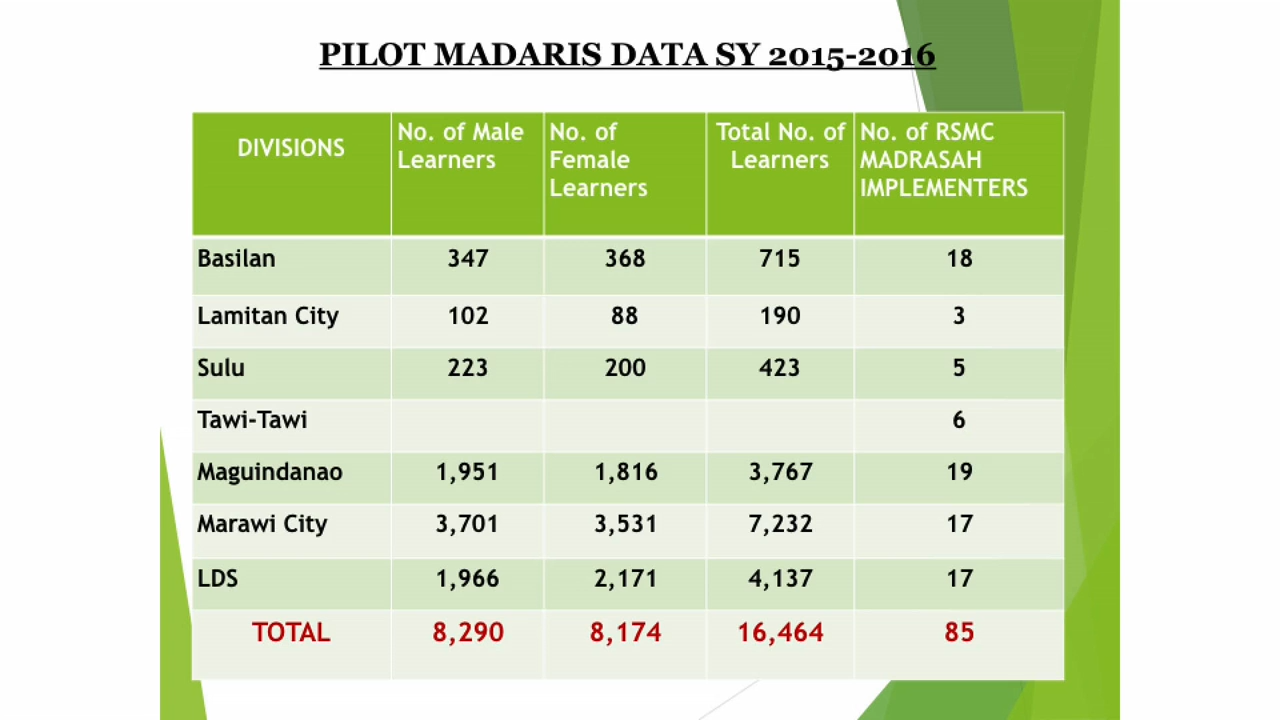 PILOT MADARIS DATA SY 2015-2016
DIVISIONS No. of Male Learners No. of Female Learners Total No. of Learners No. of RSMC MADRASAH IMPLEMENTERS
Basilan 347 368 715 18
Lamitan City 102 88 190 3
Sulu 223 200 423 5
Tawi-Tawi 6
Maguindanao 1,951 1,816 3,767 19
Marawi City 3,701 3,531 7,232 17
LDS 1,966 2,171 4,137 17
TOTAL 8,290 8,174 16,464 85